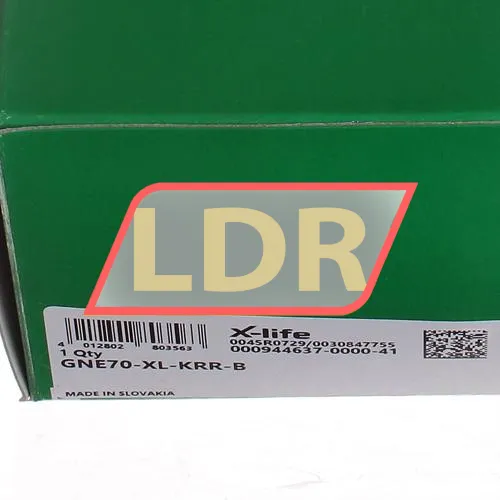 LDR
X-life
0045R0729/0030847755
4 012802 803563
000944637-0000-41
1 Qty
GNE70-XL-KRR-B
MADE IN SLOVAKIA